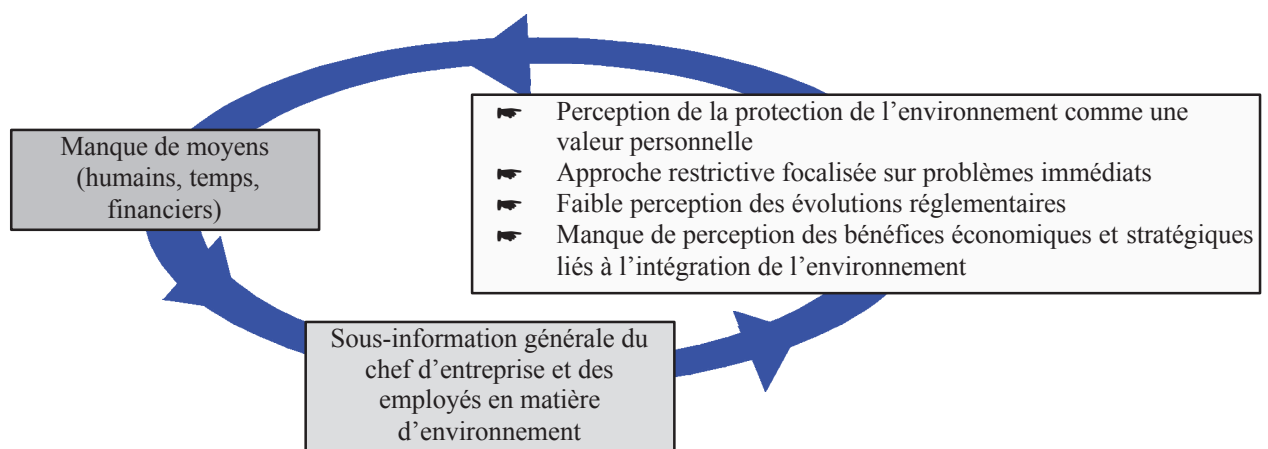 Manque de moyens
(humains, temps,
financiers)
☛ Perception de la protection de l’environnement comme une
valeur personnelle
☛ Approche restrictive focalisée sur problèmes immédiats
☛ Faible perception des évolutions réglementaires
☛ Manque de perception des bénéfices économiques et stratégiques
liés à l’intégration de l’environnement
Sous-information générale du
chef d’entreprise et des
employés en matière
d’environnement